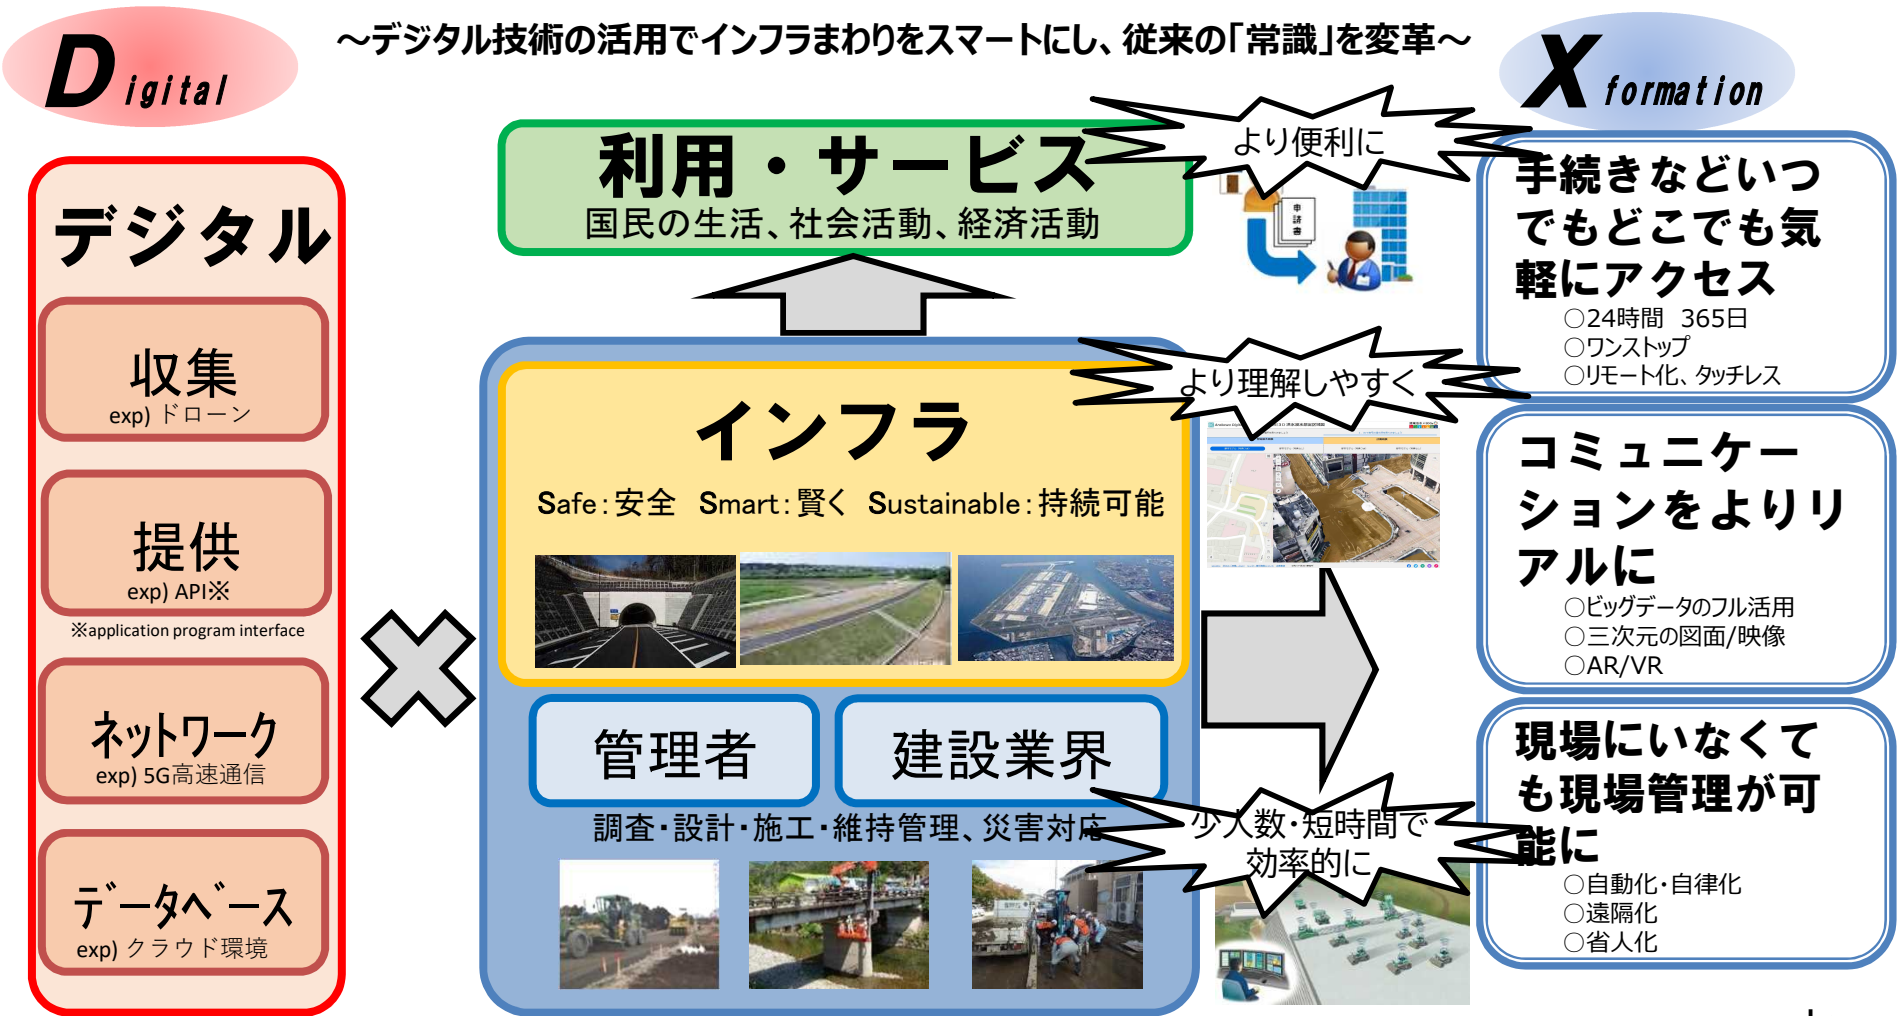 Digital
～デジタル技術の活用でインフラまわりをスマートにし、従来の「常識」を変革～
Xformation
デジタル
収集
exp) ドローン
提供
exp) API※
※application program interface
ネットワーク
exp) 5G高速通信
データベース
exp) クラウド環境
利用・サービス
国民の生活、社会活動、経済活動
より便利に
申請書
インフラ
Safe：安全 Smart：賢く Sustainable：持続可能
より理解しやすく
管理者
建設業界
調査・設計・施工・維持管理、災害対応
少人数・短時間で
効率的に
手続きなどいつ
でもどこでも気
軽にアクセス
○24時間 365日
○ワンストップ
○リモート化、タッチレス
コミュニケー
ションをよりリ
アルに
○ビッグデータのフル活用
○三次元の図面/映像
○AR/VR
現場にいなくて
も現場管理が可
能に
○自動化・自律化
○遠隔化
○省人化